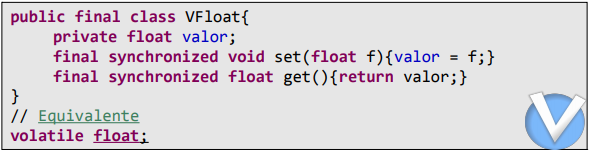 public final class VFloat{
private float valor;
final synchronized void set(float f){valor = f;}
final synchronized float get(){return valor;}
}
// Equivalente
volatile float;